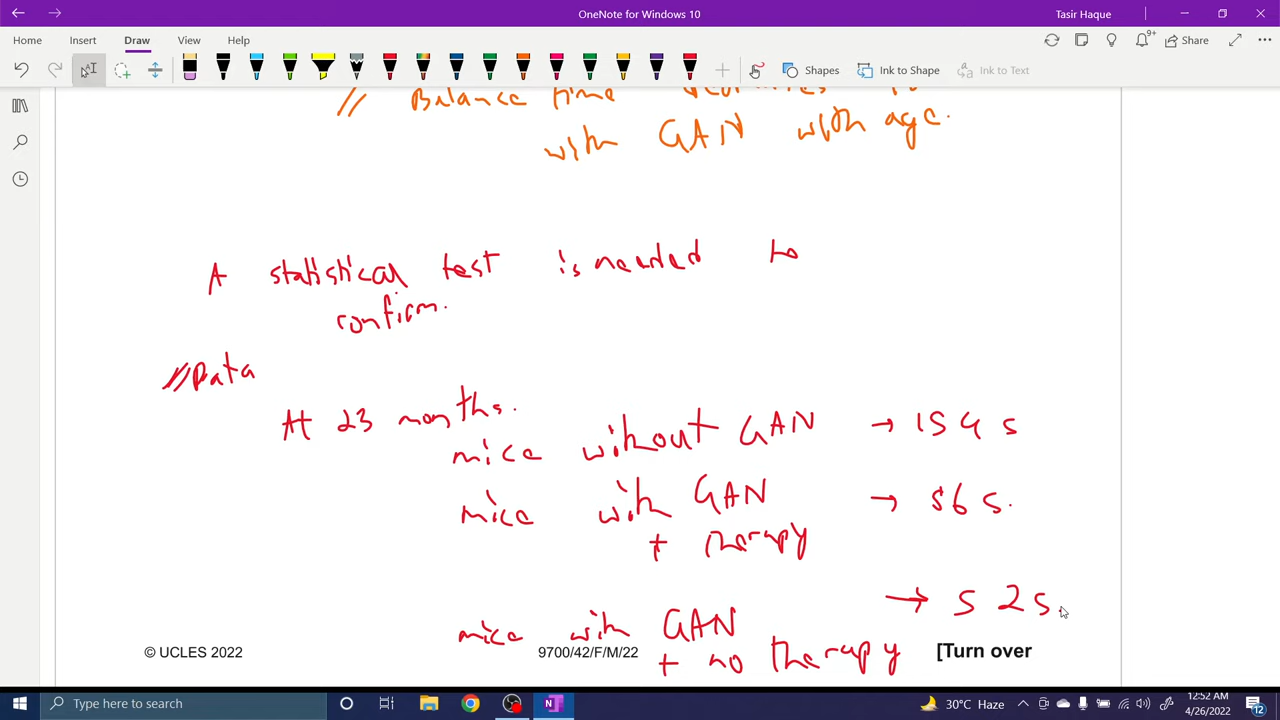 OneNote for Windows 10
Tasir Haque
Home Insert Draw View Help
9+ Share
Shapes Ink to Shape Ink to Text
// Balance time
with GAN with age.
A statistical test is needed to
confirm.
// Data
At 23 months.
mice without GAN → 154 s
mice with GAN → 56 s.
+ therapy
mice with GAN → 52 s.
+ no therapy
© UCLES 2022 9700/42/F/M/22 [Turn over
Type here to search
30°C Haze
12:52 AM
4/26/2022
12